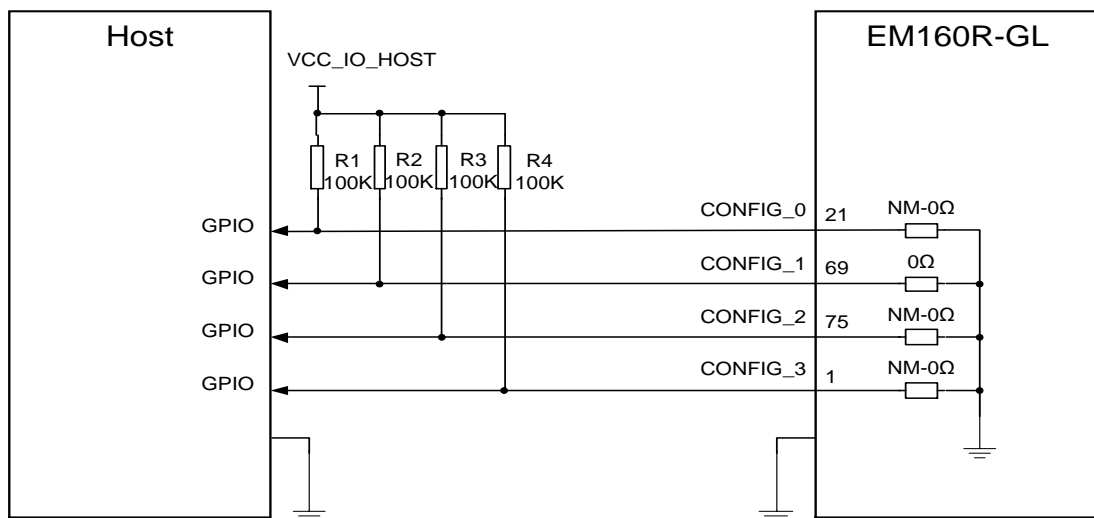 Host
EM160R-GL
VCC_IO_HOST
R1
100K
R2
100K
R3
100K
R4
100K
GPIO
CONFIG_0
21
NM-0Ω
GPIO
CONFIG_1
69
0Ω
GPIO
CONFIG_2
75
NM-0Ω
GPIO
CONFIG_3
1
NM-0Ω